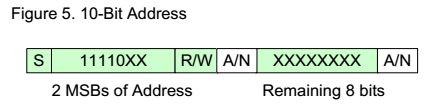 Figure 5. 10-Bit Address
S 11110XX R/W A/N XXXXXXXX A/N
2 MSBs of Address Remaining 8 bits